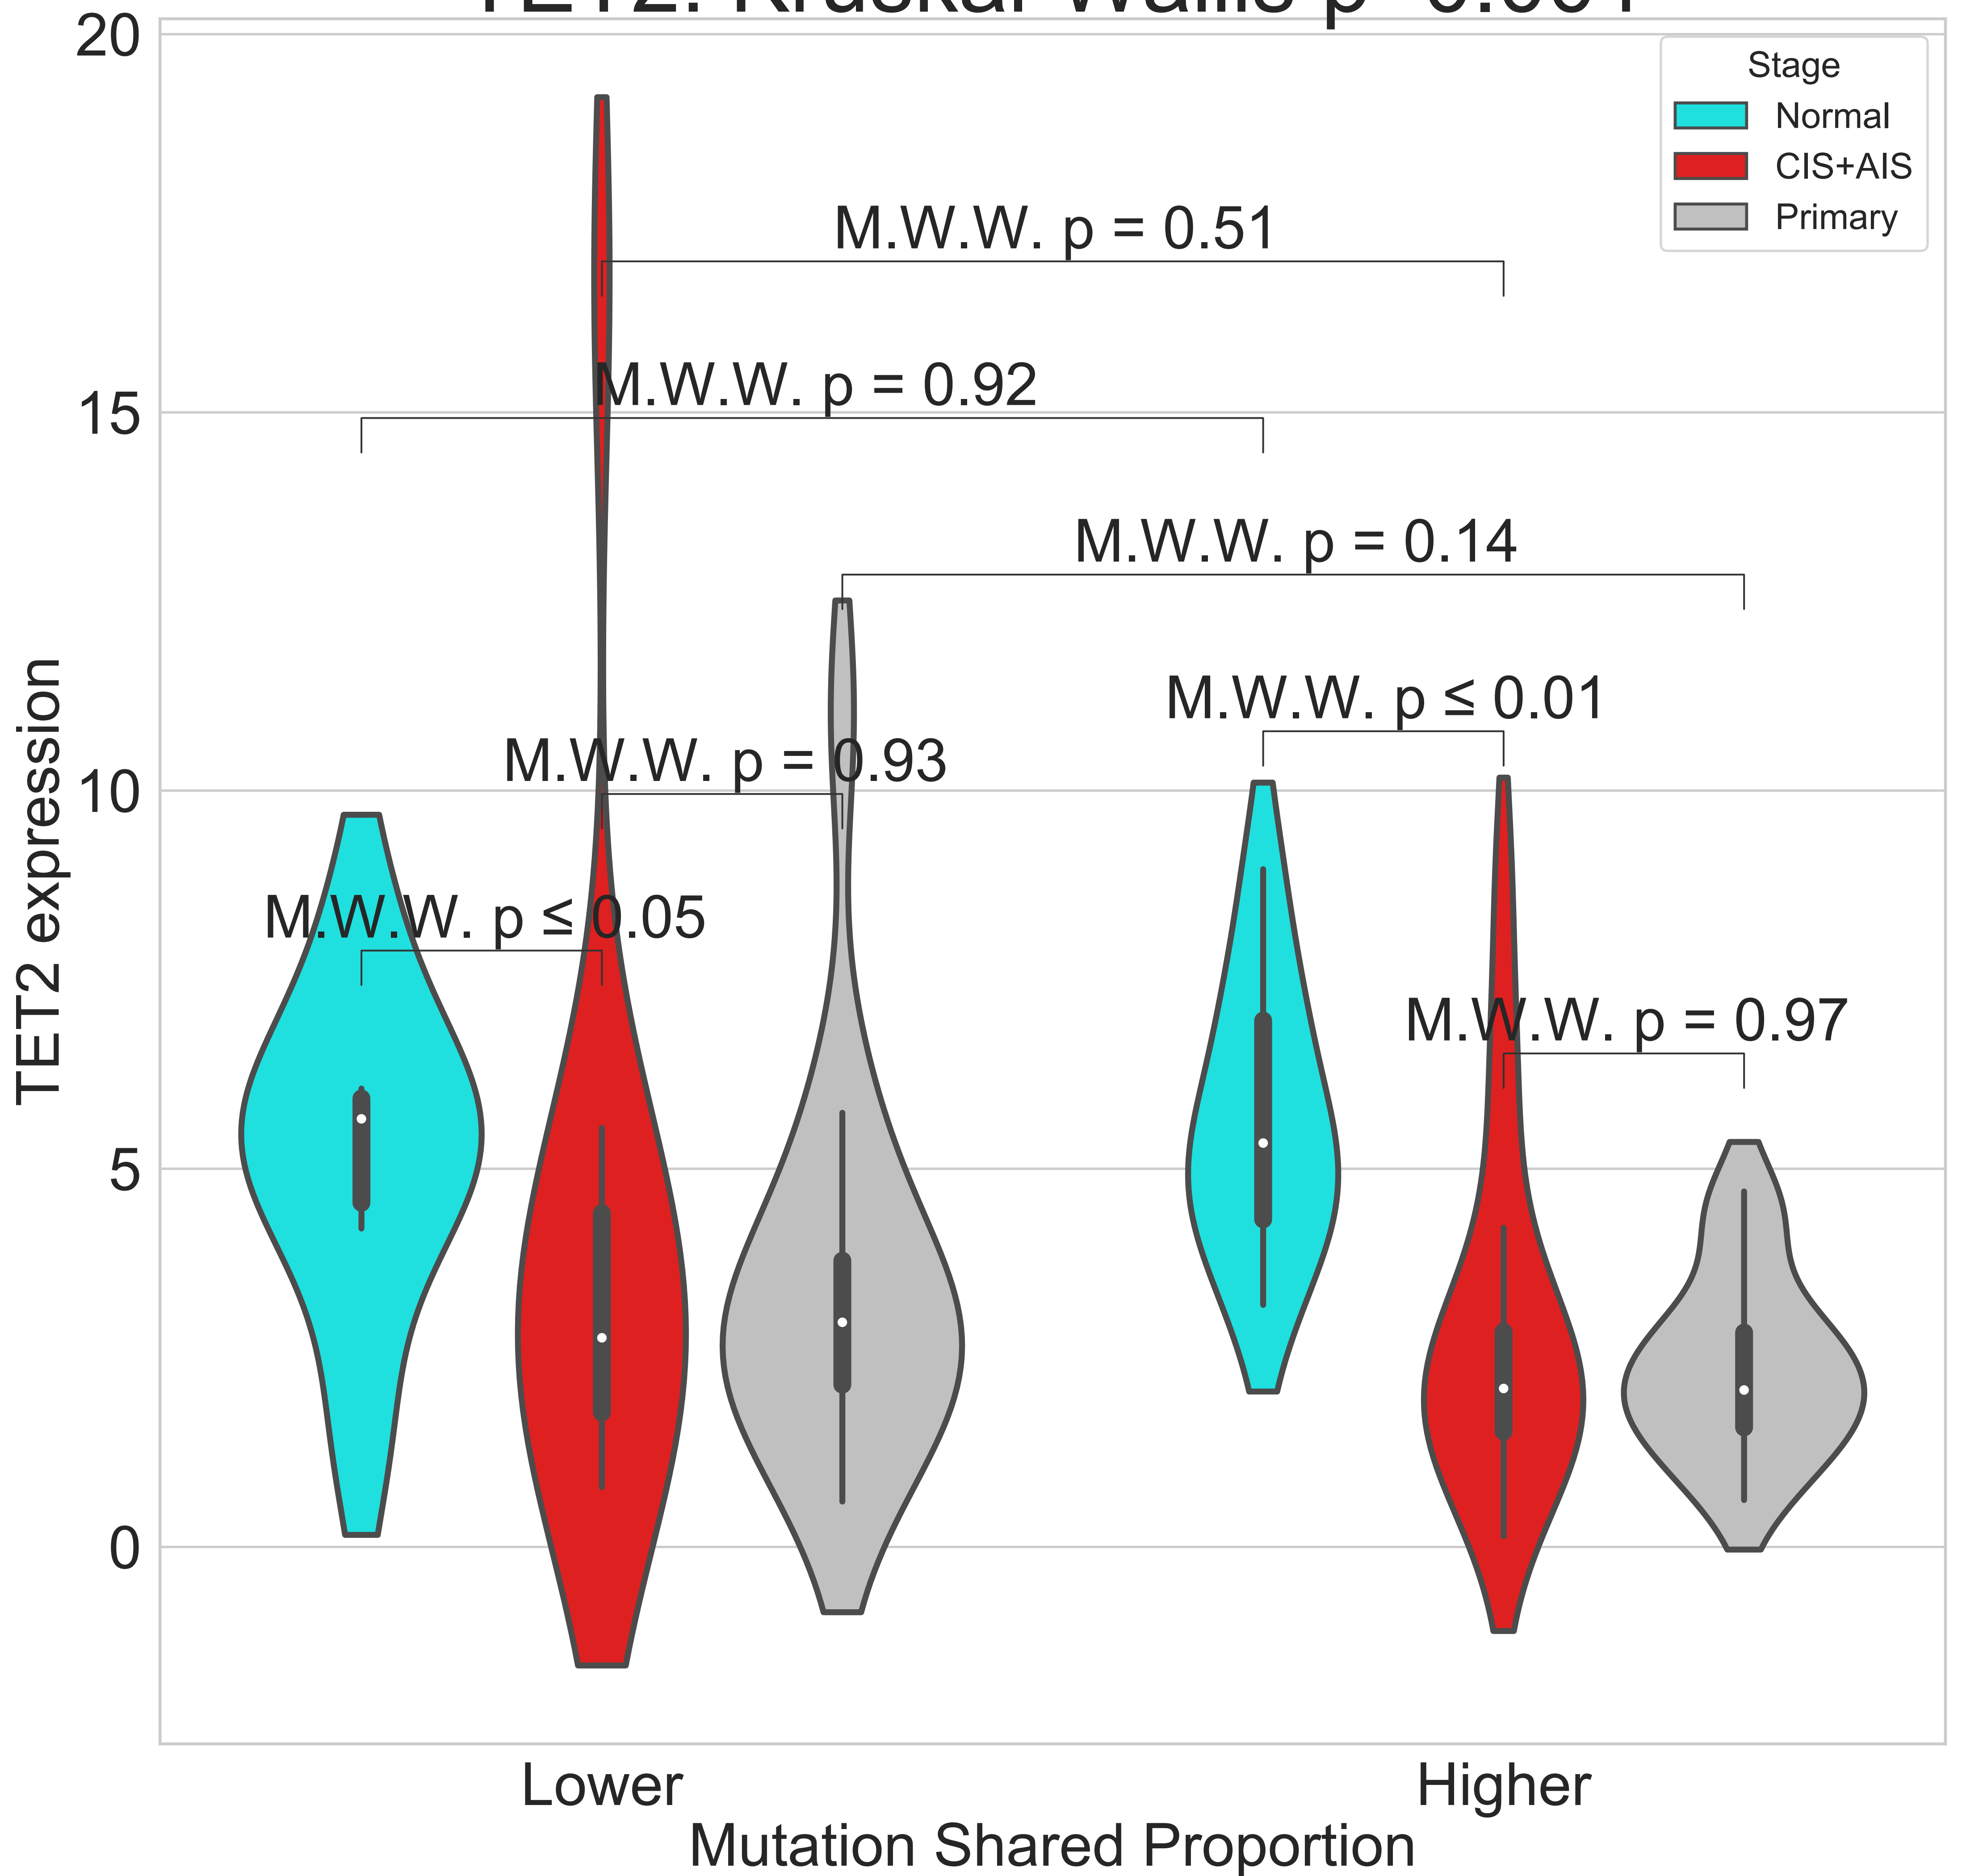 20
Stage
Normal
CIS+AIS
Primary
M.W.W. p = 0.51
M.W.W. p = 0.92
15
M.W.W. p = 0.14
M.W.W. p ≤ 0.01
M.W.W. p = 0.93
10
M.W.W. p ≤ 0.05
M.W.W. p = 0.97
TET2 expression
5
0
Lower
Higher
Mutation Shared Proportion